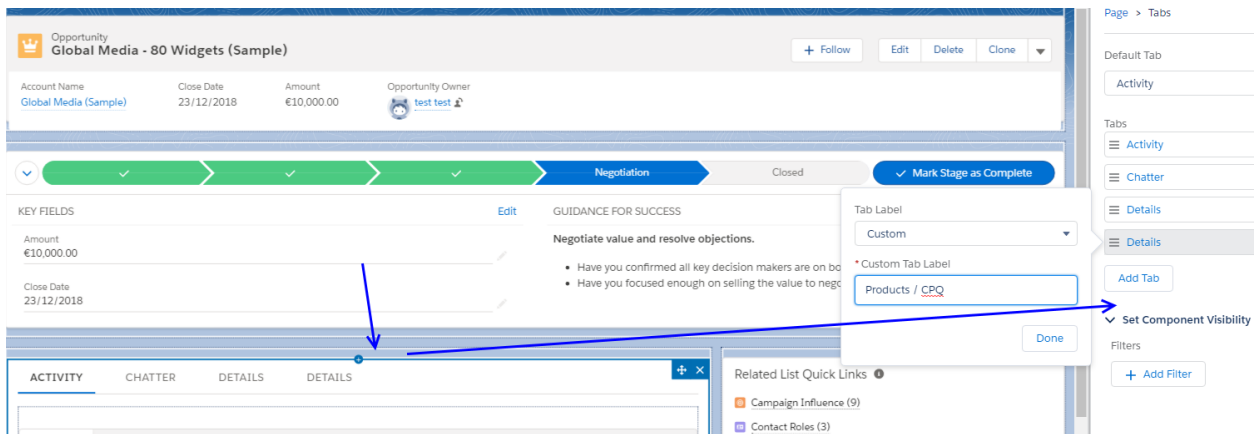 Opportunity
Global Media - 80 Widgets (Sample)
+ Follow
Edit
Delete
Clone
Account Name
Close Date
Amount
Opportunity Owner
Global Media (Sample)
23/12/2018
€10,000.00
test test
Negotiation
Closed
Mark Stage as Complete
KEY FIELDS
Edit
Amount
€10,000.00
Close Date
23/12/2018
GUIDANCE FOR SUCCESS
Negotiate value and resolve objections.
• Have you confirmed all key decision makers are on bo
• Have you focused enough on selling the value to nego
Tab Label
Custom
* Custom Tab Label
Products / CPQ
Done
ACTIVITY
CHATTER
DETAILS
DETAILS
Related List Quick Links
Campaign Influence (9)
Contact Roles (3)
Page > Tabs
Default Tab
Activity
Tabs
Activity
Chatter
Details
Details
Add Tab
Set Component Visibility
Filters
+ Add Filter